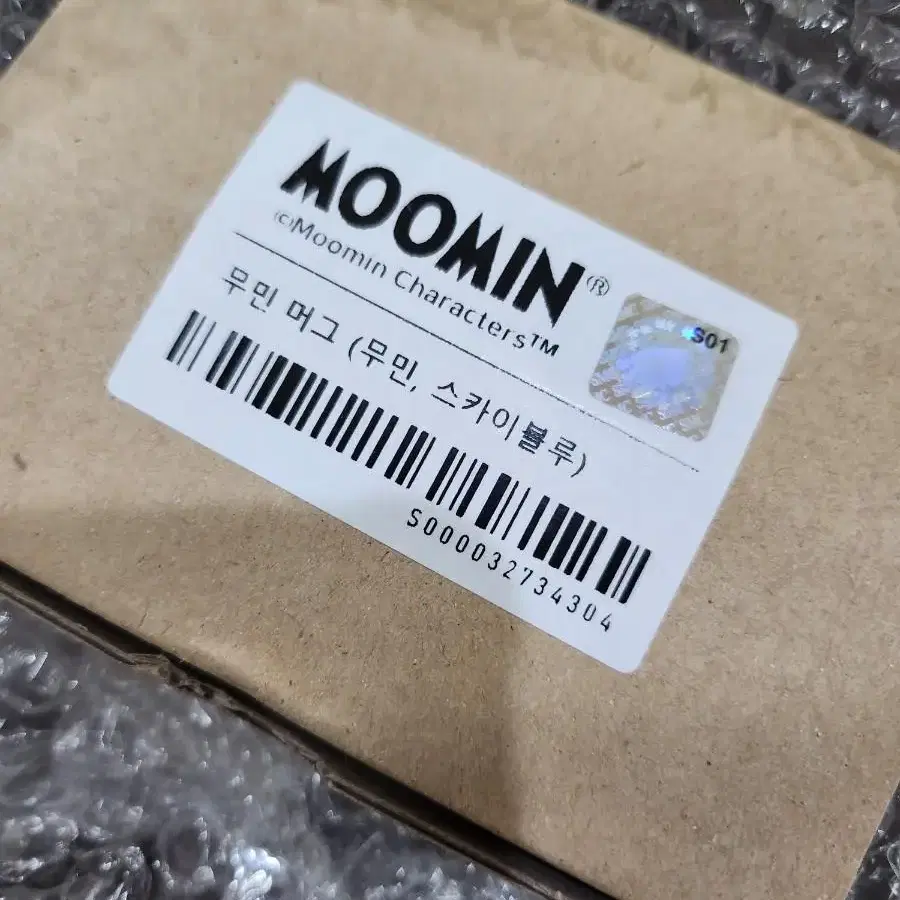 MOOMIN®
(c)Moomin Characters™
S01
무민 머그 (무민, 스카이블루)
S000032734304